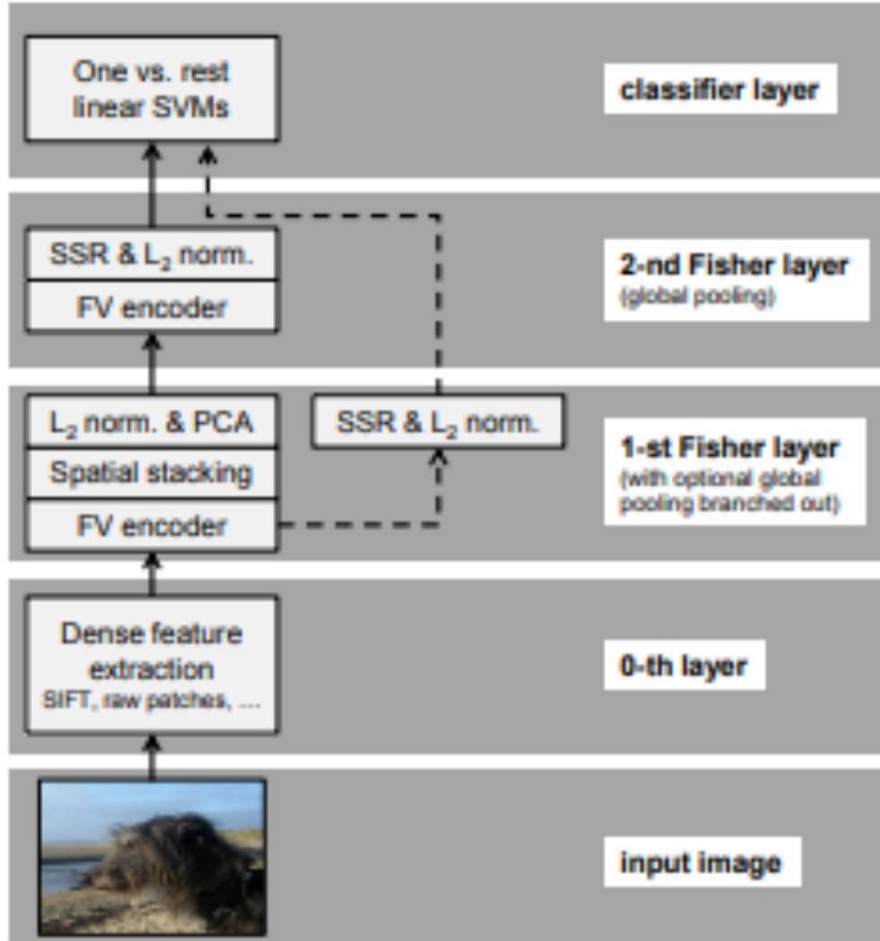 One vs. rest
linear SVMs
classifier layer
SSR & L₂ norm.
FV encoder
2-nd Fisher layer
(global pooling)
L₂ norm. & PCA
Spatial stacking
FV encoder
SSR & L₂ norm.
1-st Fisher layer
(with optional global
pooling branched out)
Dense feature
extraction
SIFT, raw patches, ...
0-th layer
input image